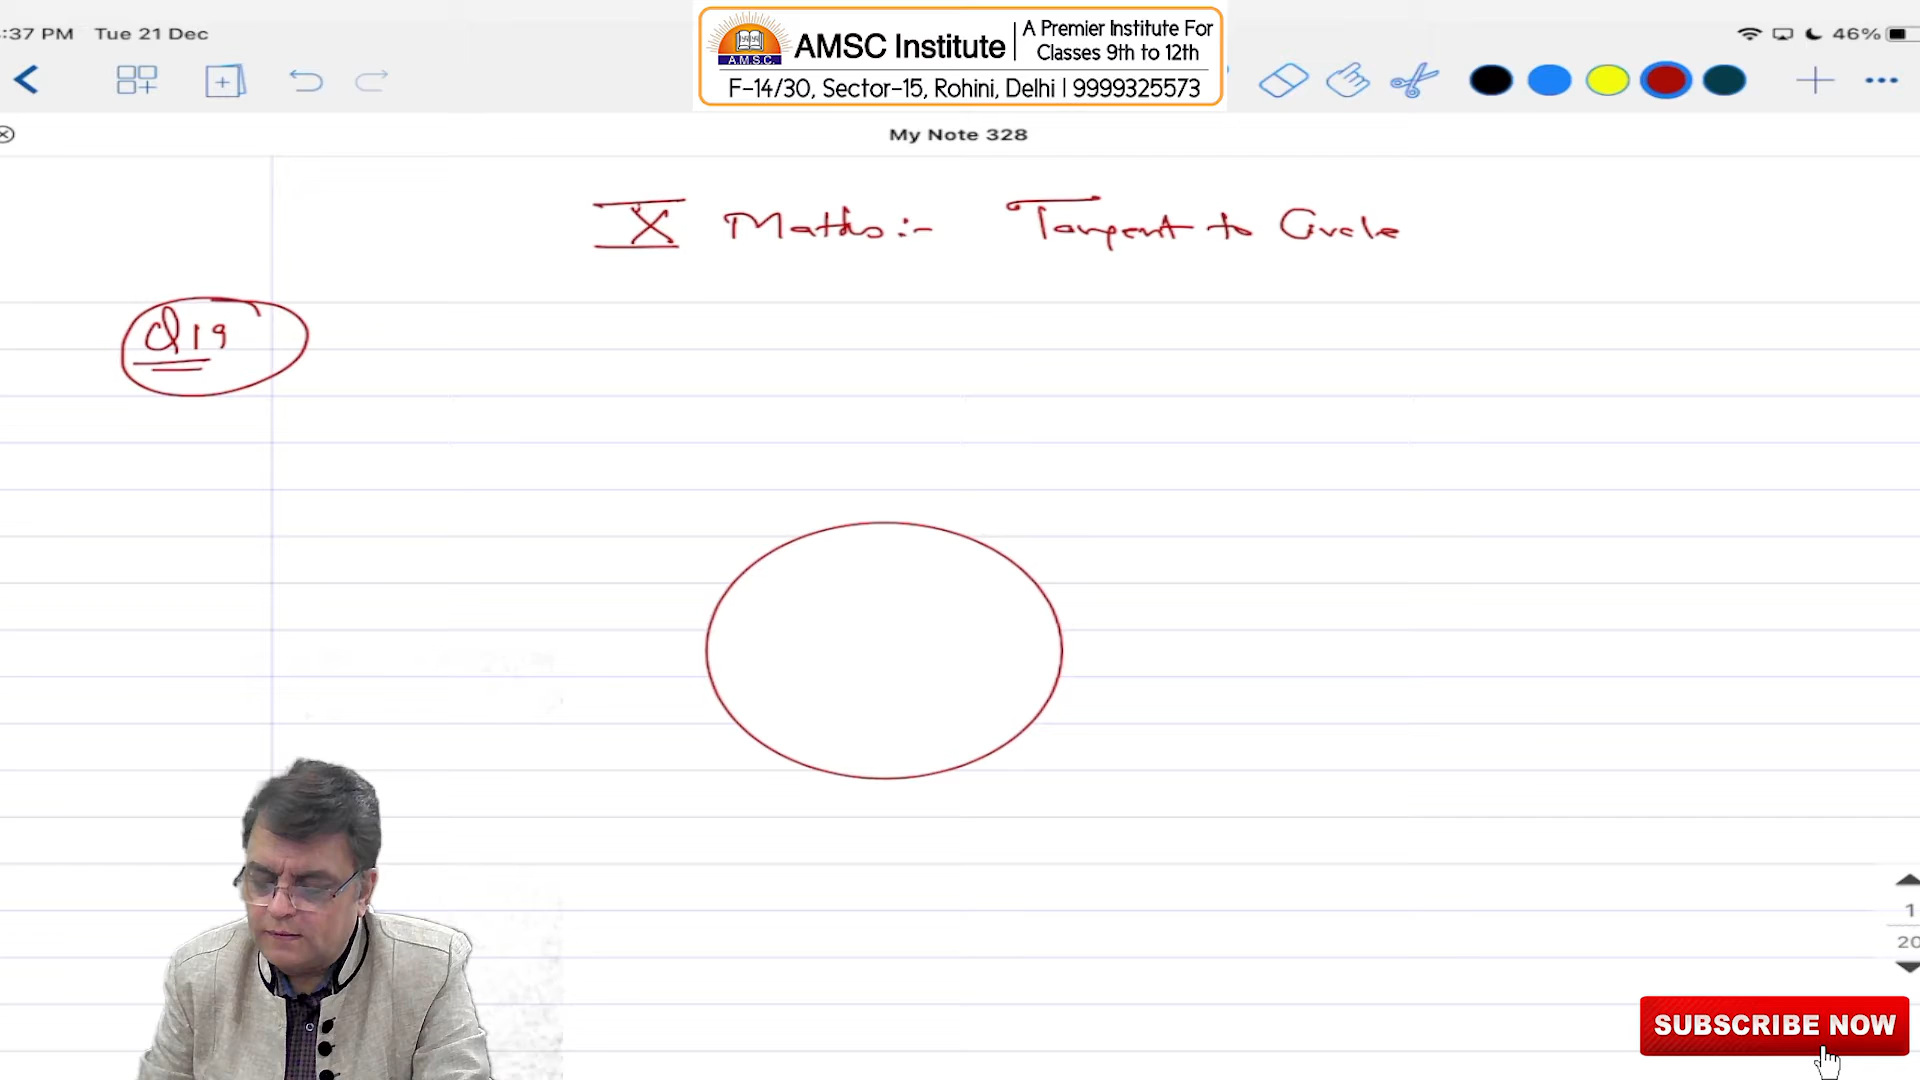 :37 PM Tue 21 Dec
46%
AMSC Institute
A.M.S.C.
A Premier Institute For
Classes 9th to 12th
F-14/30, Sector-15, Rohini, Delhi | 9999325573
My Note 328
X Maths:- Tangent to Circle
Q19
1
20
SUBSCRIBE NOW